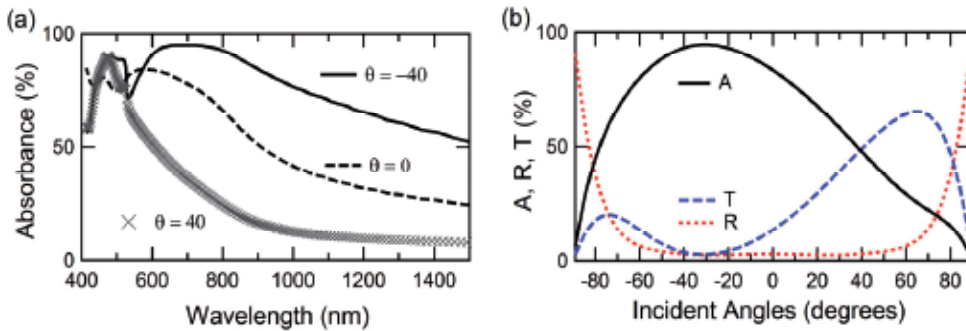 (a)
100
50
0
Absorbance (%)
θ = −40
θ = 0
θ = 40
400 600 800 1000 1200 1400
Wavelength (nm)
(b)
100
50
0
A, R, T (%)
A
T
R
-80 -60 -40 -20 0 20 40 60 80
Incident Angles (degrees)